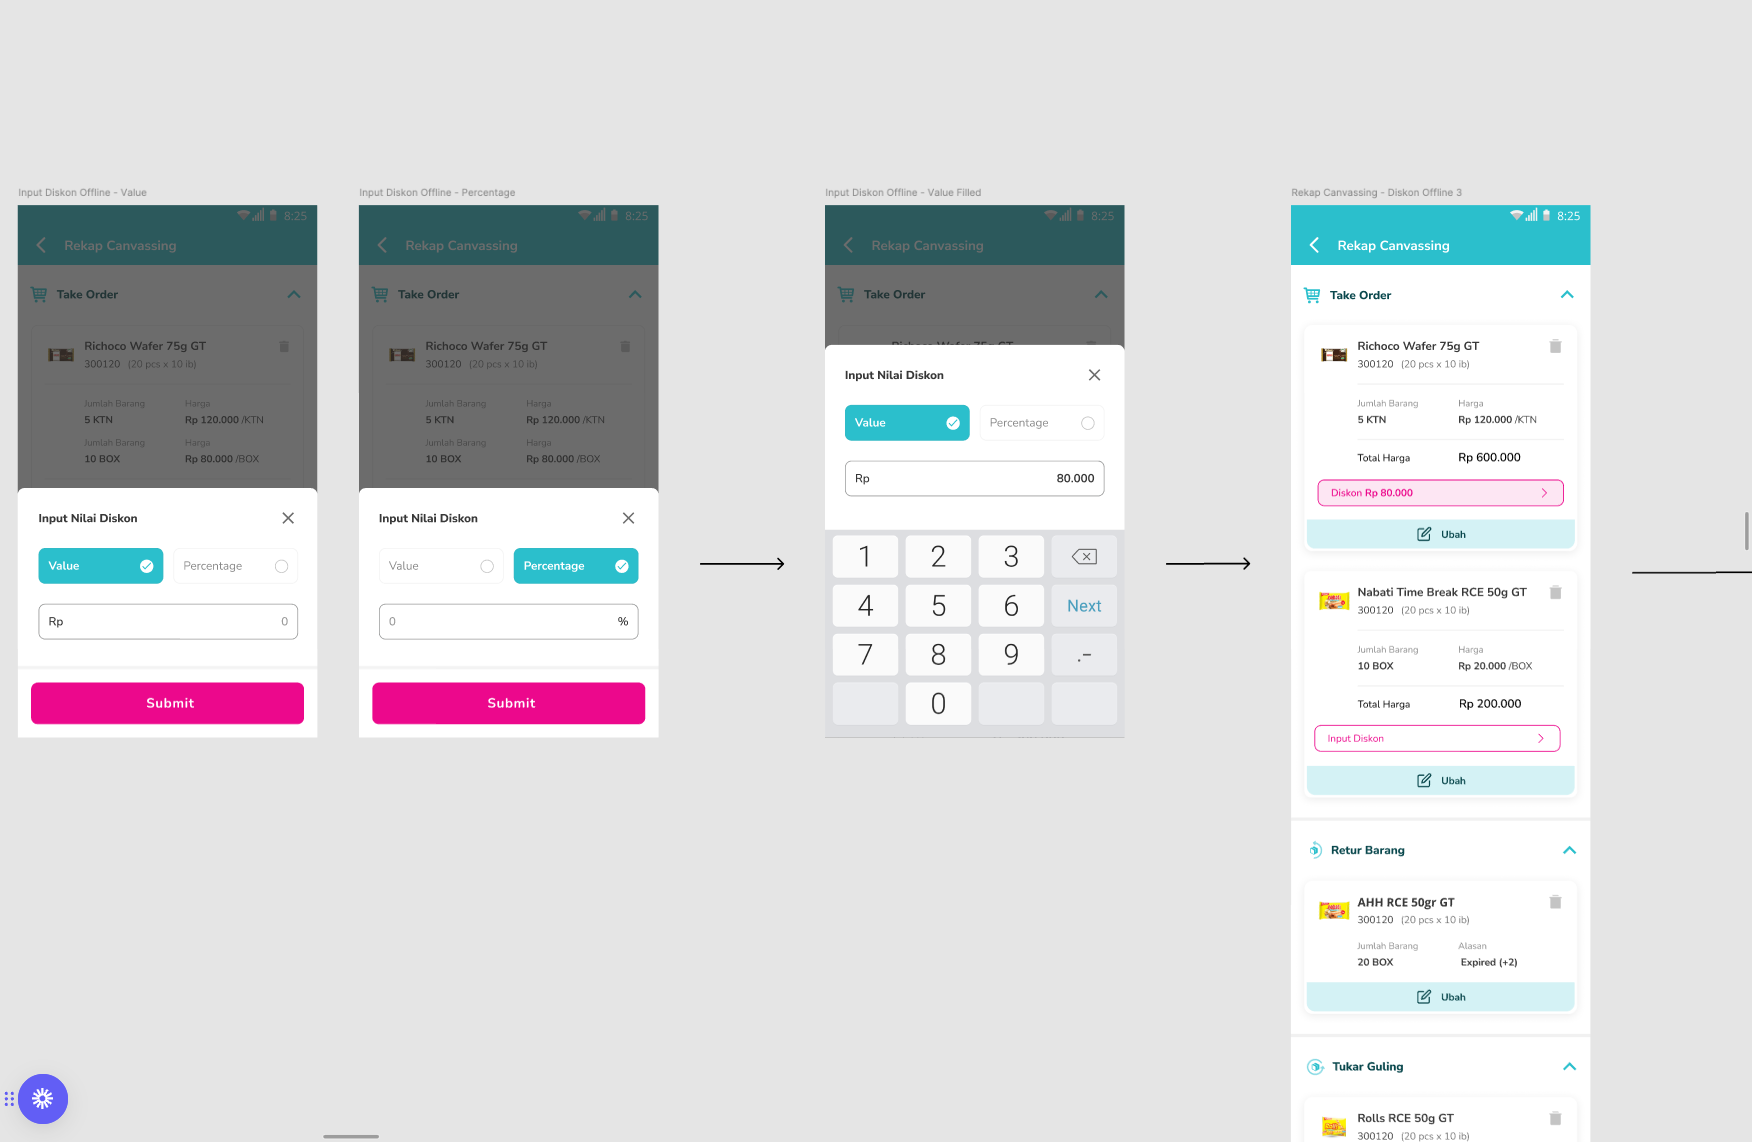 Input Diskon Offline - Value
8:25
Rekap Canvassing
Take Order
Richoco Wafer 75g GT
300120 (20 pcs x 10 ib)
Jumlah Barang Harga
5 KTN Rp 120.000 /KTN
Jumlah Barang Harga
10 BOX Rp 80.000 /BOX
Input Nilai Diskon
Value Percentage
Rp 0
Submit
Input Diskon Offline - Percentage
8:25
Rekap Canvassing
Take Order
Richoco Wafer 75g GT
300120 (20 pcs x 10 ib)
Jumlah Barang Harga
5 KTN Rp 120.000 /KTN
Jumlah Barang Harga
10 BOX Rp 80.000 /BOX
Input Nilai Diskon
Value Percentage
0 %
Submit
Input Diskon Offline - Value Filled
8:25
Rekap Canvassing
Take Order
Richoco Wafer 75g GT
Input Nilai Diskon
Value Percentage
Rp 80.000
1 2 3
4 5 6 Next
7 8 9 .-
0
Rekap Canvassing - Diskon Offline 3
8:25
Rekap Canvassing
Take Order
Richoco Wafer 75g GT
300120 (20 pcs x 10 ib)
Jumlah Barang Harga
5 KTN Rp 120.000 /KTN
Total Harga Rp 600.000
Diskon Rp 80.000
Ubah
Nabati Time Break RCE 50g GT
300120 (20 pcs x 10 ib)
Jumlah Barang Harga
10 BOX Rp 20.000 /BOX
Total Harga Rp 200.000
Input Diskon
Ubah
Retur Barang
AHH RCE 50gr GT
300120 (20 pcs x 10 ib)
Jumlah Barang Alasan
20 BOX Expired (+2)
Ubah
Tukar Guling
Rolls RCE 50g GT
300120 (20 pcs x 10 ib)